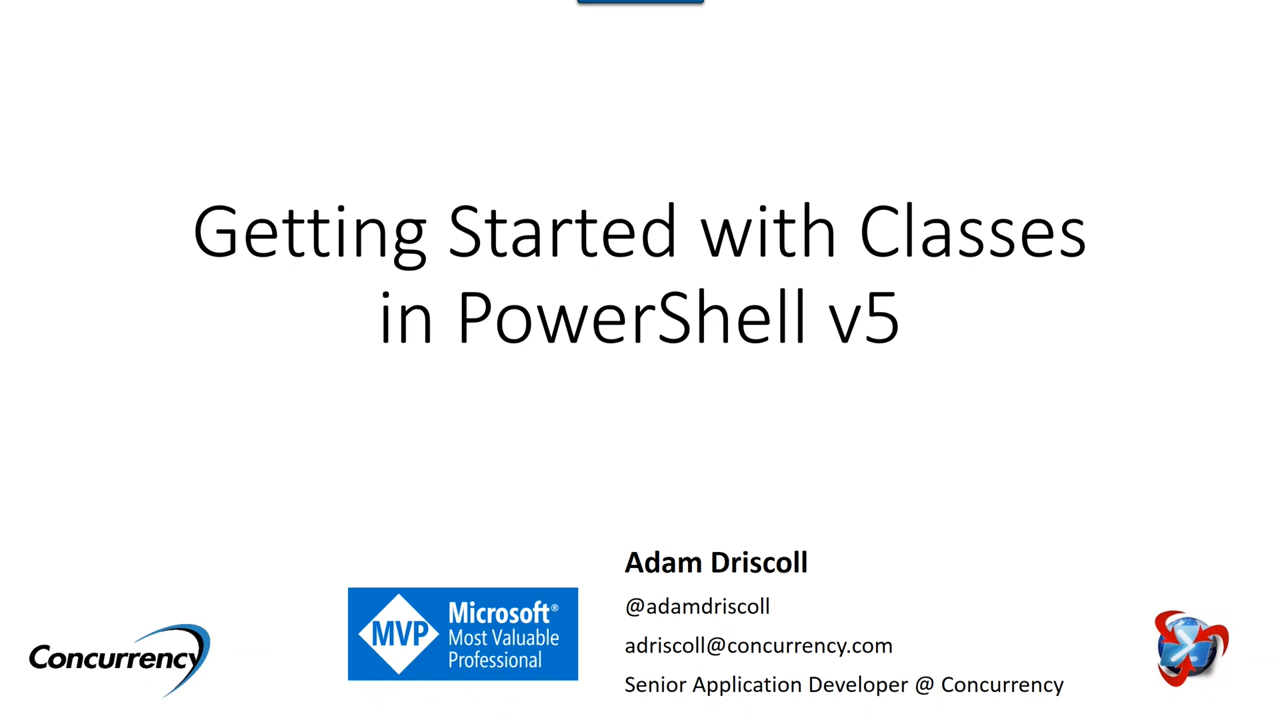 Getting Started with Classes
in PowerShell v5
Adam Driscoll
@adamdriscoll
adriscoll@concurrency.com
Senior Application Developer @ Concurrency
Concurrency
MVP
Microsoft®
Most Valuable
Professional